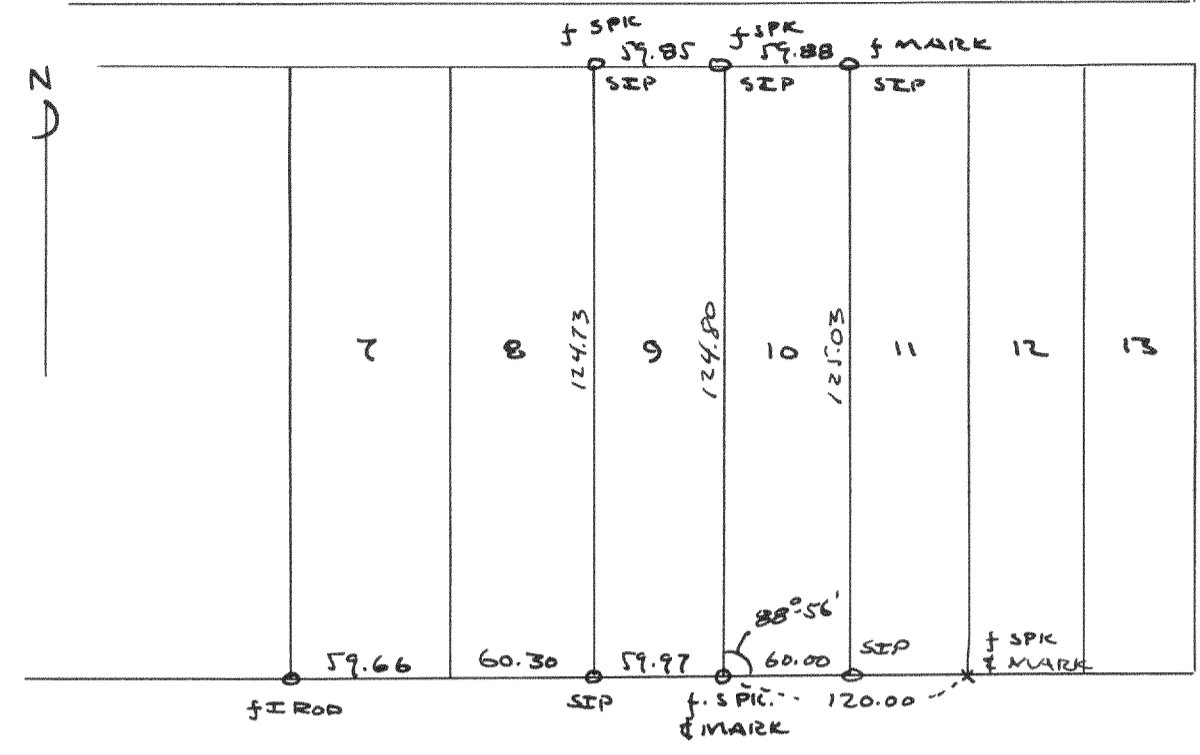 f SPK
f SPK
59.85
59.88
f MARK
N
SIP
SIP
SIP
7
8
124.73
9
124.80
10
125.03
11
12
13
88°-56'
59.66
60.30
59.97
60.00
SIP
f SPK
& MARK
f I ROD
SIP
f. SPK.
& MARK
120.00